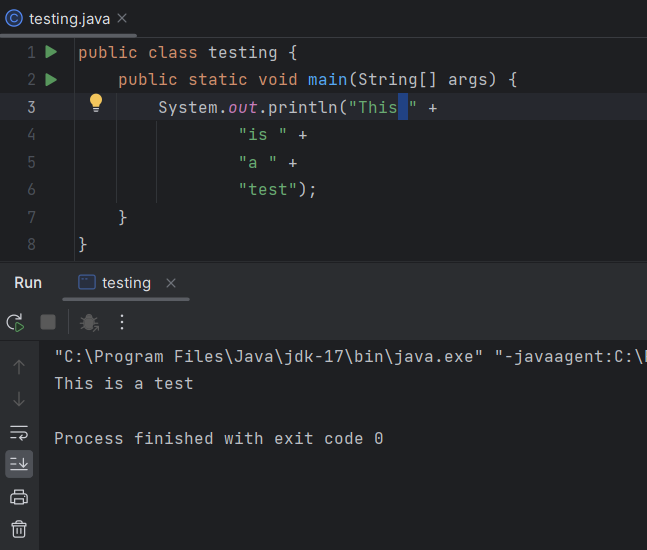 testing.java
1 public class testing {
2 public static void main(String[] args) {
3 System.out.println("This " +
4 "is " +
5 "a " +
6 "test");
7 }
8 }
Run testing
"C:\Program Files\Java\jdk-17\bin\java.exe" "-javaagent:C:\
This is a test
Process finished with exit code 0